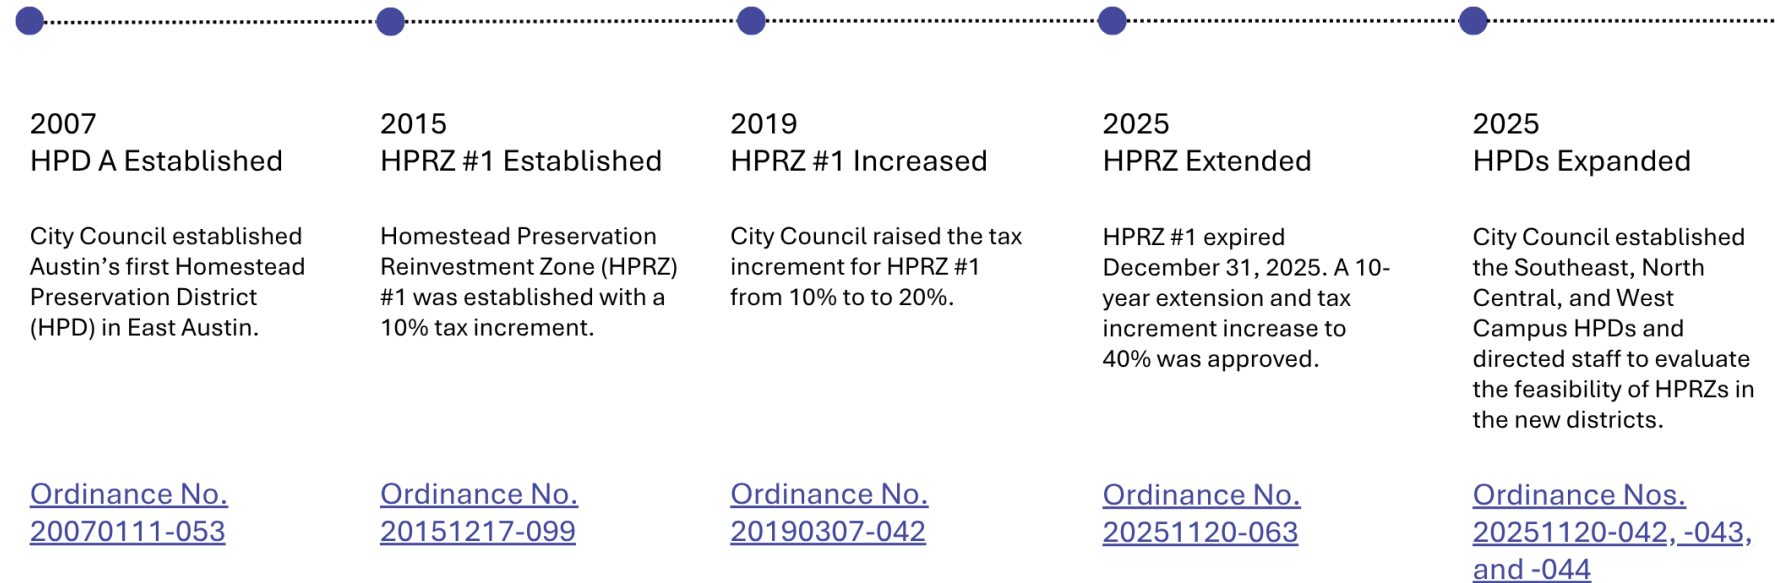 2007
HPD A Established
City Council established
Austin’s first Homestead
Preservation District
(HPD) in East Austin.
Ordinance No.
20070111-053
2015
HPRZ #1 Established
Homestead Preservation
Reinvestment Zone (HPRZ)
#1 was established with a
10% tax increment.
Ordinance No.
20151217-099
2019
HPRZ #1 Increased
City Council raised the tax
increment for HPRZ #1
from 10% to to 20%.
Ordinance No.
20190307-042
2025
HPRZ Extended
HPRZ #1 expired
December 31, 2025. A 10-
year extension and tax
increment increase to
40% was approved.
Ordinance No.
20251120-063
2025
HPDs Expanded
City Council established
the Southeast, North
Central, and West
Campus HPDs and
directed staff to evaluate
the feasibility of HPRZs in
the new districts.
Ordinance Nos.
20251120-042, -043,
and -044